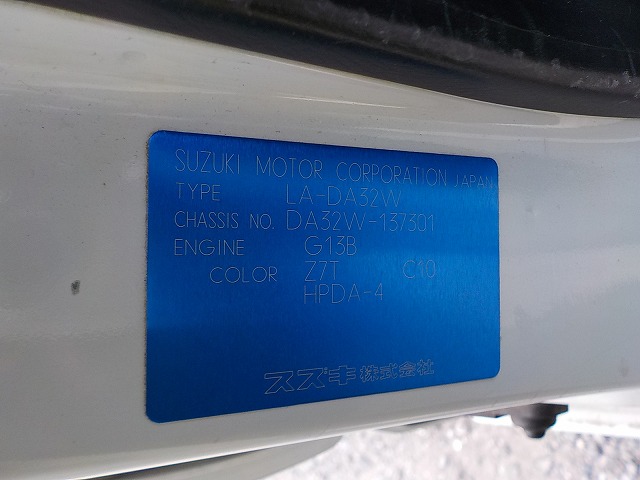 SUZUKI MOTOR CORPORATION JAPAN
TYPE LA-DA32W
CHASSIS NO. DA32W-137301
ENGINE G13B
COLOR Z7T C10
HPDA-4
スズキ株式会社